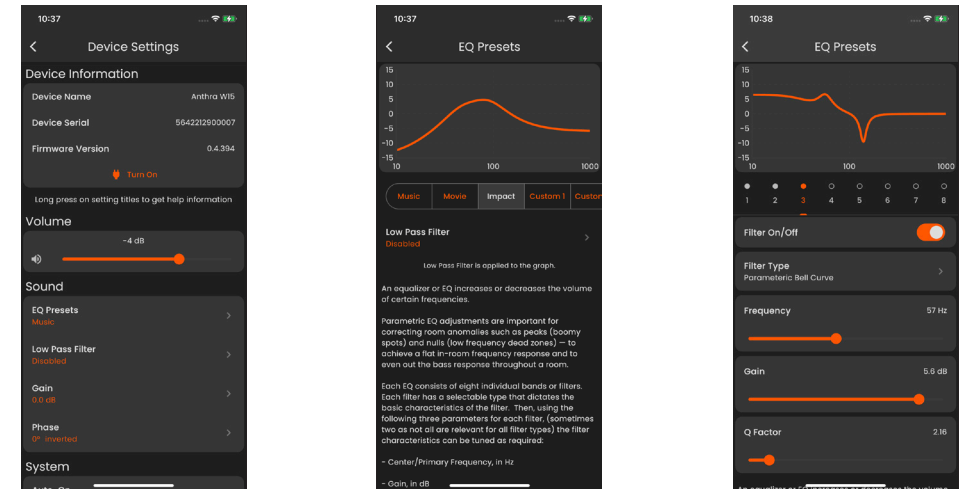 10:37
Device Settings
Device Information
Device Name Anthra W15
Device Serial 5642212900007
Firmware Version 0.4.394
Turn On
Long press on setting titles to get help information
Volume
-4 dB
Sound
EQ Presets
Music
Low Pass Filter
Disabled
Gain
0.0 dB
Phase
0° Inverted
System
10:37
EQ Presets
15
10
5
0
-5
-10
-15
10 100 1000
Music Movie Impact Custom 1 Custom
Low Pass Filter
Disabled
Low Pass Filter is applied to the graph.
An equalizer or EQ increases or decreases the volume
of certain frequencies.
Parametric EQ adjustments are important for
correcting room anomalies such as peaks (boomy
spots) and nulls (low frequency dead zones) — to
achieve a flat in-room frequency response and to
even out the bass response throughout a room.
Each EQ consists of eight individual bands or filters.
Each filter has a selectable type that dictates the
basic characteristics of the filter. Then, using the
following three parameters for each filter, (sometimes
two as not all are relevant for all filter types) the filter
characteristics can be tuned as required:
- Center/Primary Frequency, in Hz
- Gain, in dB
10:38
EQ Presets
15
10
5
0
-5
-10
-15
10 100 1000
1 2 3 4 5 6 7 8
Filter On/Off
Filter Type
Parameteric Bell Curve
Frequency 57 Hz
Gain 5.6 dB
Q Factor 2.16